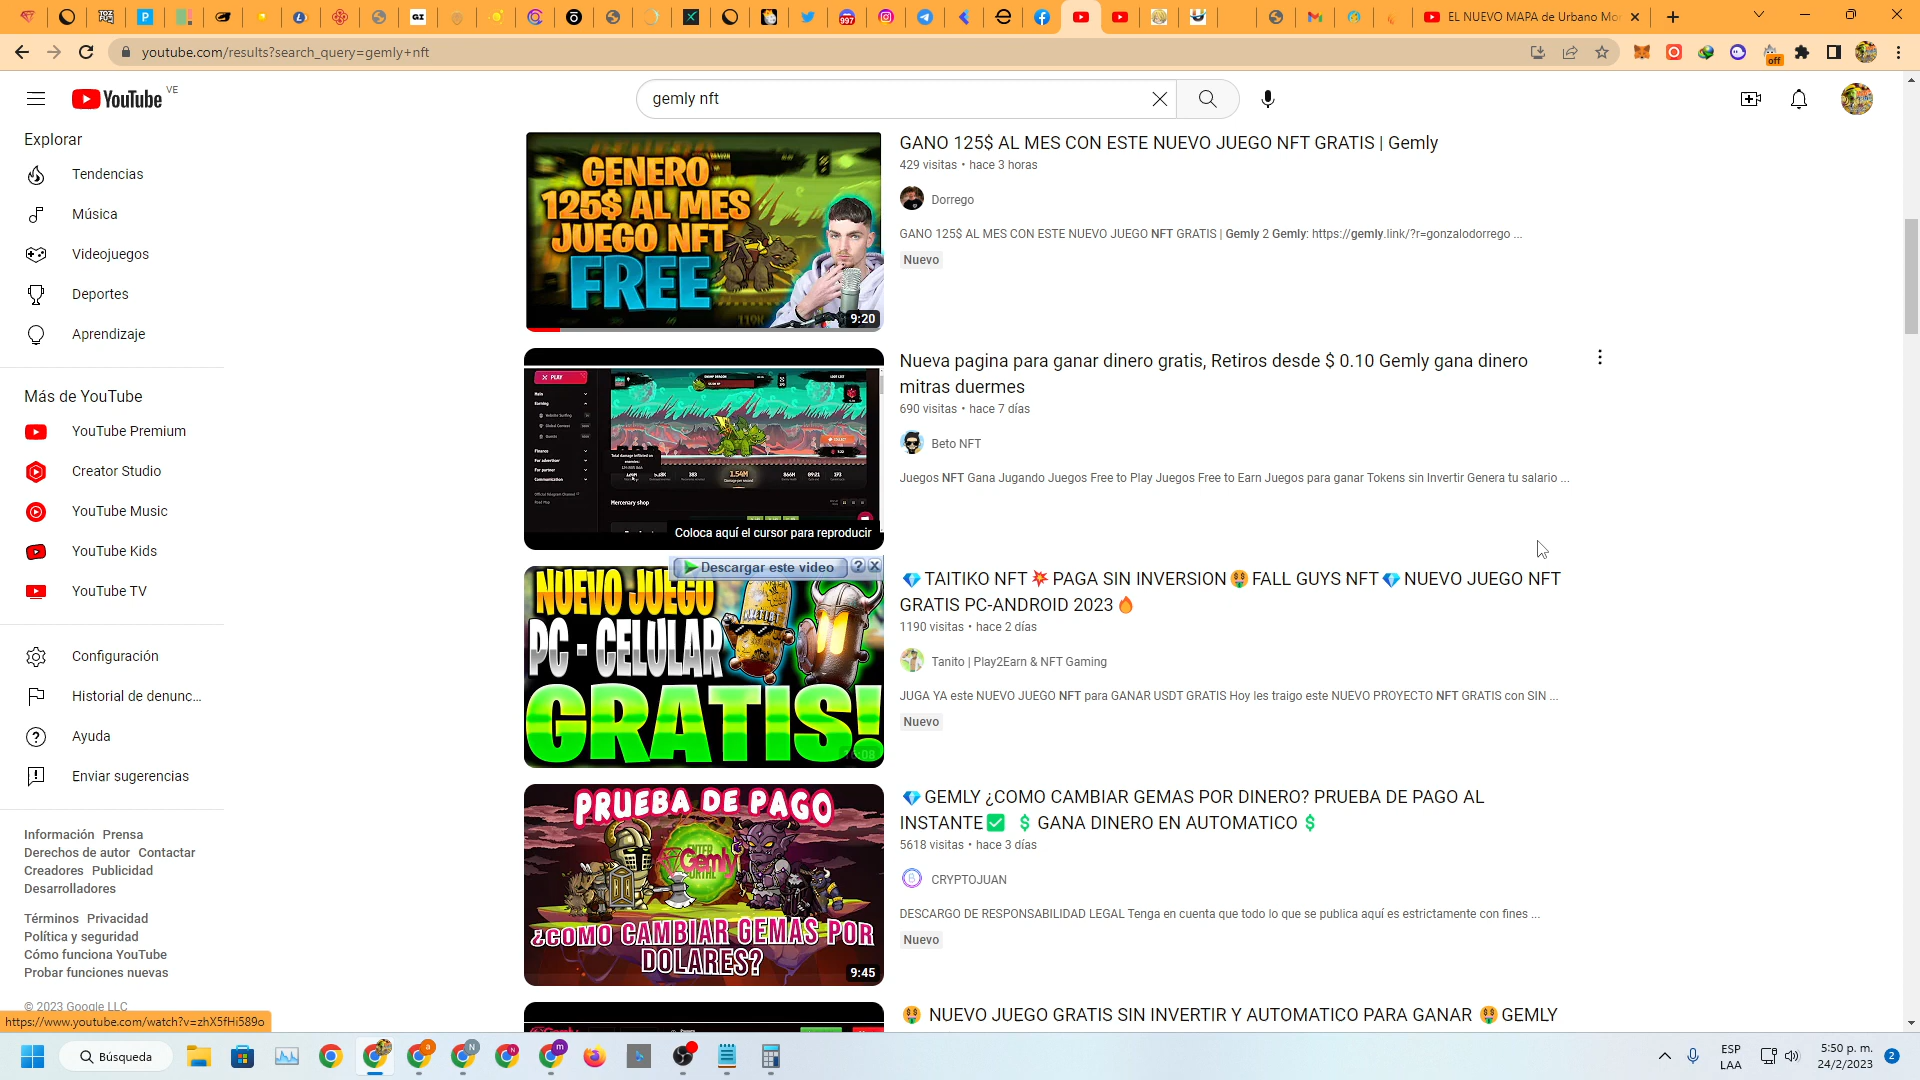 997
EL NUEVO MAPA de Urbano Mo
youtube.com/results?search_query=gemly+nft
off
YouTube VE
gemly nft
Explorar
Tendencias
Música
Videojuegos
Deportes
Aprendizaje
Más de YouTube
YouTube Premium
Creator Studio
YouTube Music
YouTube Kids
YouTube TV
Configuración
Historial de denunc...
Ayuda
Enviar sugerencias
Información Prensa
Derechos de autor Contactar
Creadores Publicidad
Desarrolladores
Términos Privacidad
Política y seguridad
Cómo funciona YouTube
Probar funciones nuevas
© 2023 Google LLC
https://www.youtube.com/watch?v=zhX5fHi589o
GENERO
125$ AL MES
JUEGO NFT
FREE
9:20
GANO 125$ AL MES CON ESTE NUEVO JUEGO NFT GRATIS | Gemly
429 visitas • hace 3 horas
Dorrego
GANO 125$ AL MES CON ESTE NUEVO JUEGO NFT GRATIS | Gemly 2 Gemly: https://gemly.link/?r=gonzalodorrego ...
Nuevo
PLAY
Mercenary shop
Coloca aquí el cursor para reproducir
Nueva pagina para ganar dinero gratis, Retiros desde $ 0.10 Gemly gana dinero
mitras duermes
690 visitas • hace 7 días
Beto NFT
Juegos NFT Gana Jugando Juegos Free to Play Juegos Free to Earn Juegos para ganar Tokens sin Invertir Genera tu salario ...
Descargar este video ? X
NUEVO JUEGO
PC - CELULAR
GRATIS!
💎TAITIKO NFT💥PAGA SIN INVERSION🤑FALL GUYS NFT💎NUEVO JUEGO NFT
GRATIS PC-ANDROID 2023🔥
1190 visitas • hace 2 días
Tanito | Play2Earn & NFT Gaming
JUGA YA este NUEVO JUEGO NFT para GANAR USDT GRATIS Hoy les traigo este NUEVO PROYECTO NFT GRATIS con SIN ...
Nuevo
PRUEBA DE PAGO
Gemly
¿COMO CAMBIAR GEMAS POR
DOLARES?
9:45
💎GEMLY ¿COMO CAMBIAR GEMAS POR DINERO? PRUEBA DE PAGO AL
INSTANTE✅ 💲GANA DINERO EN AUTOMATICO💲
5618 visitas • hace 3 días
CRYPTOJUAN
DESCARGO DE RESPONSABILIDAD LEGAL Tenga en cuenta que todo lo que se publica aquí es estrictamente con fines ...
Nuevo
🤑 NUEVO JUEGO GRATIS SIN INVERTIR Y AUTOMATICO PARA GANAR 🤑GEMLY
Búsqueda
ESP
LAA
5:50 p. m.
24/2/2023
2